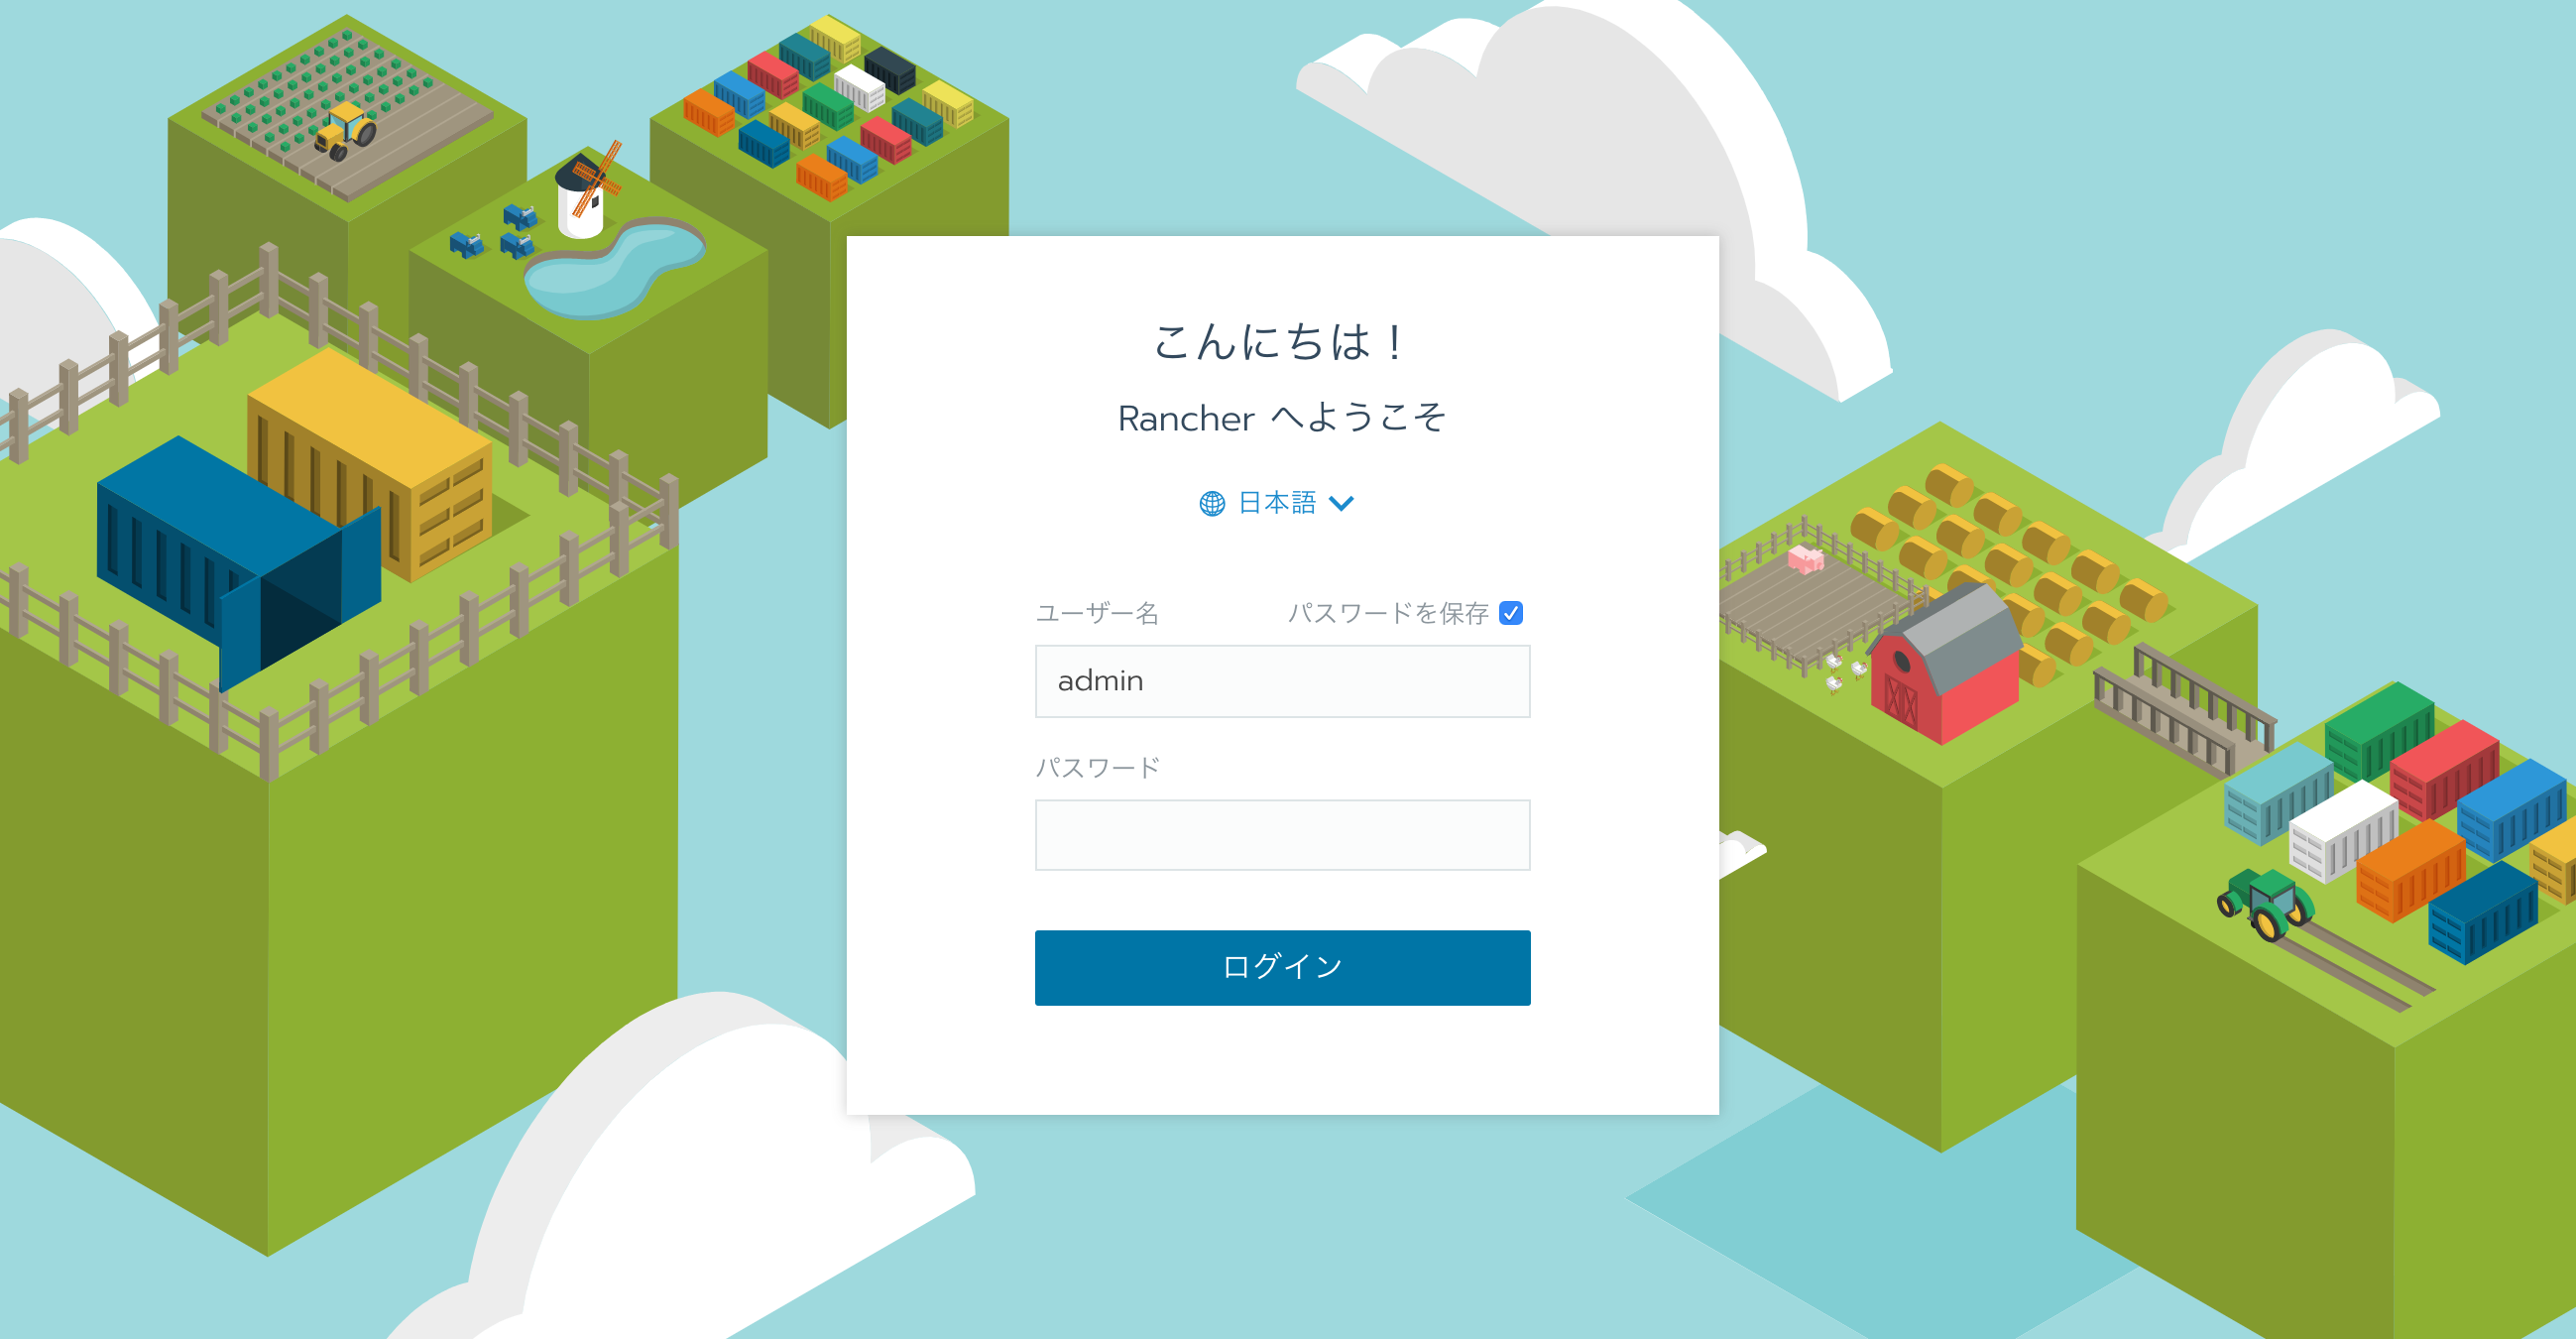 こんにちは！
Rancher へようこそ
日本語
ユーザー名 パスワードを保存
admin
パスワード
ログイン